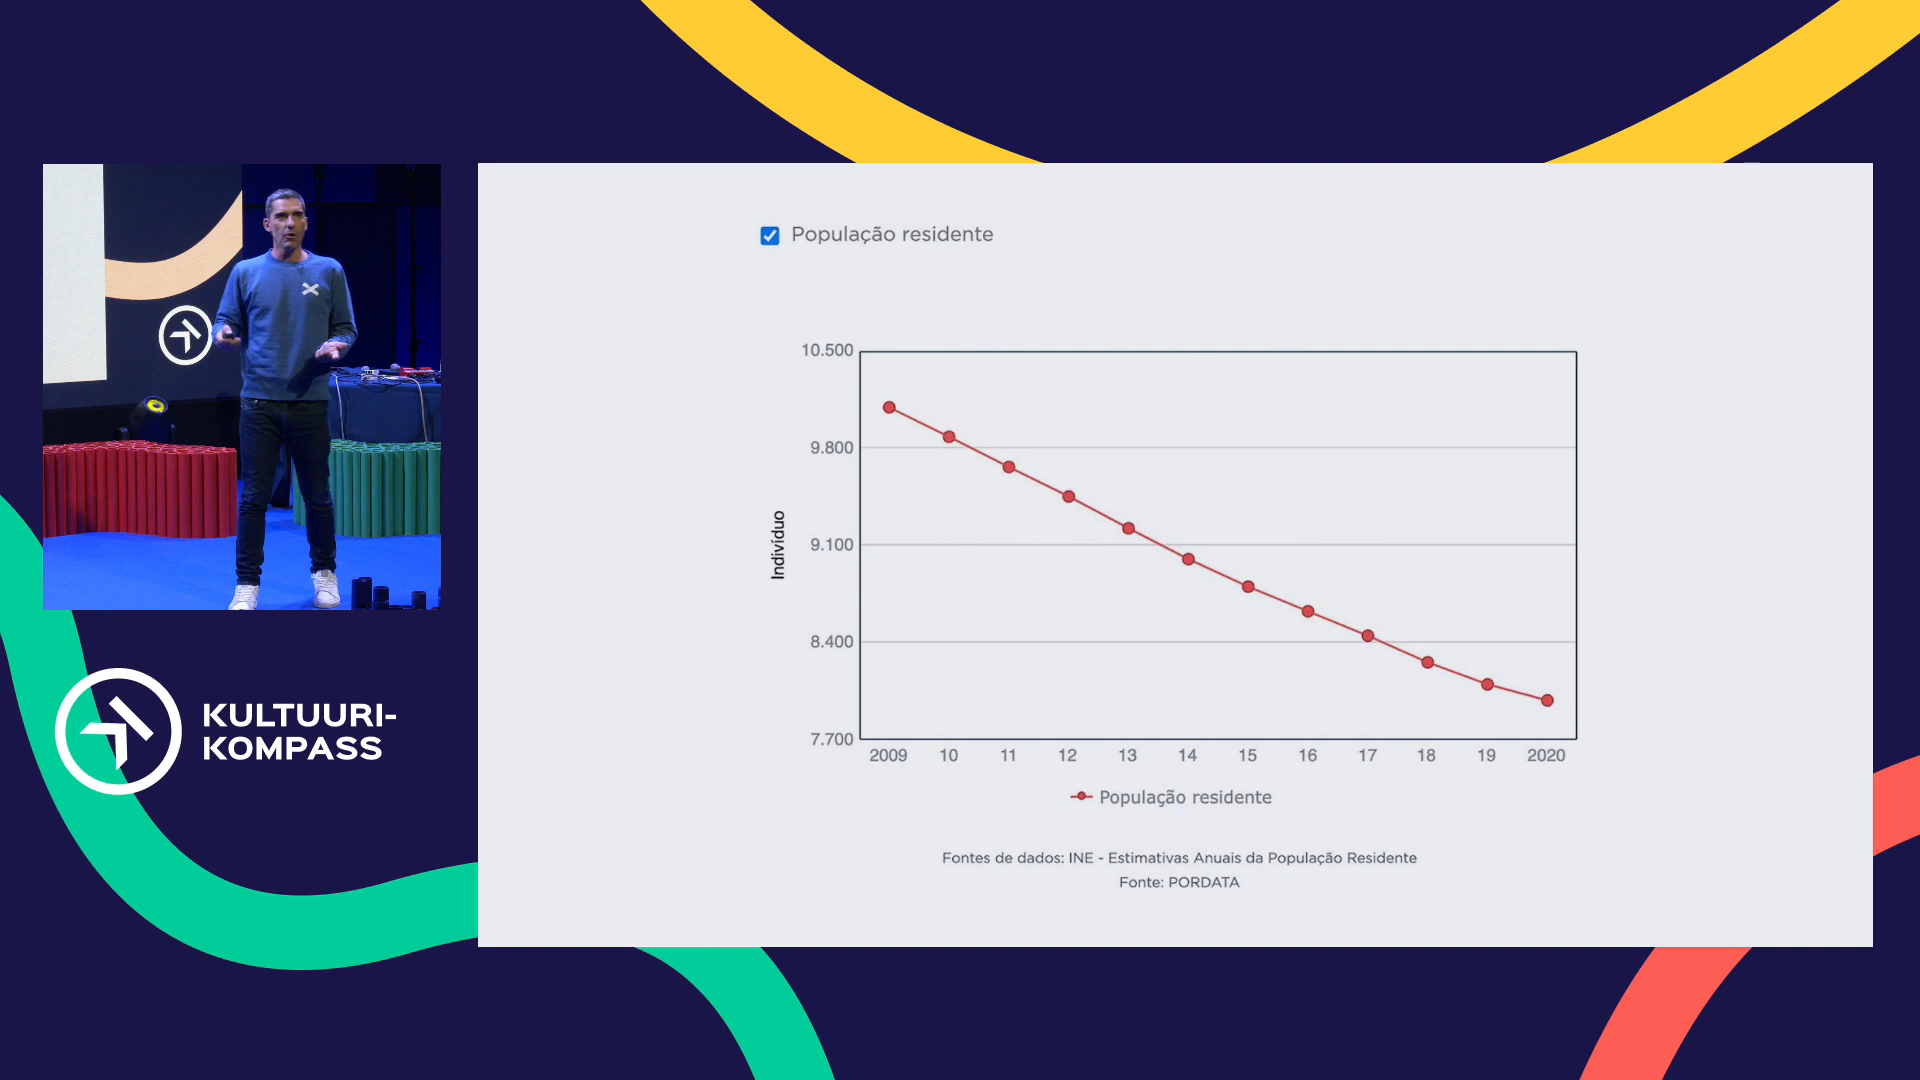 População residente
10.500
9.800
9.100
8.400
7.700
Indivíduo
2009 10 11 12 13 14 15 16 17 18 19 2020
População residente
Fontes de dados: INE - Estimativas Anuais da População Residente
Fonte: PORDATA
KULTUURI-
KOMPASS